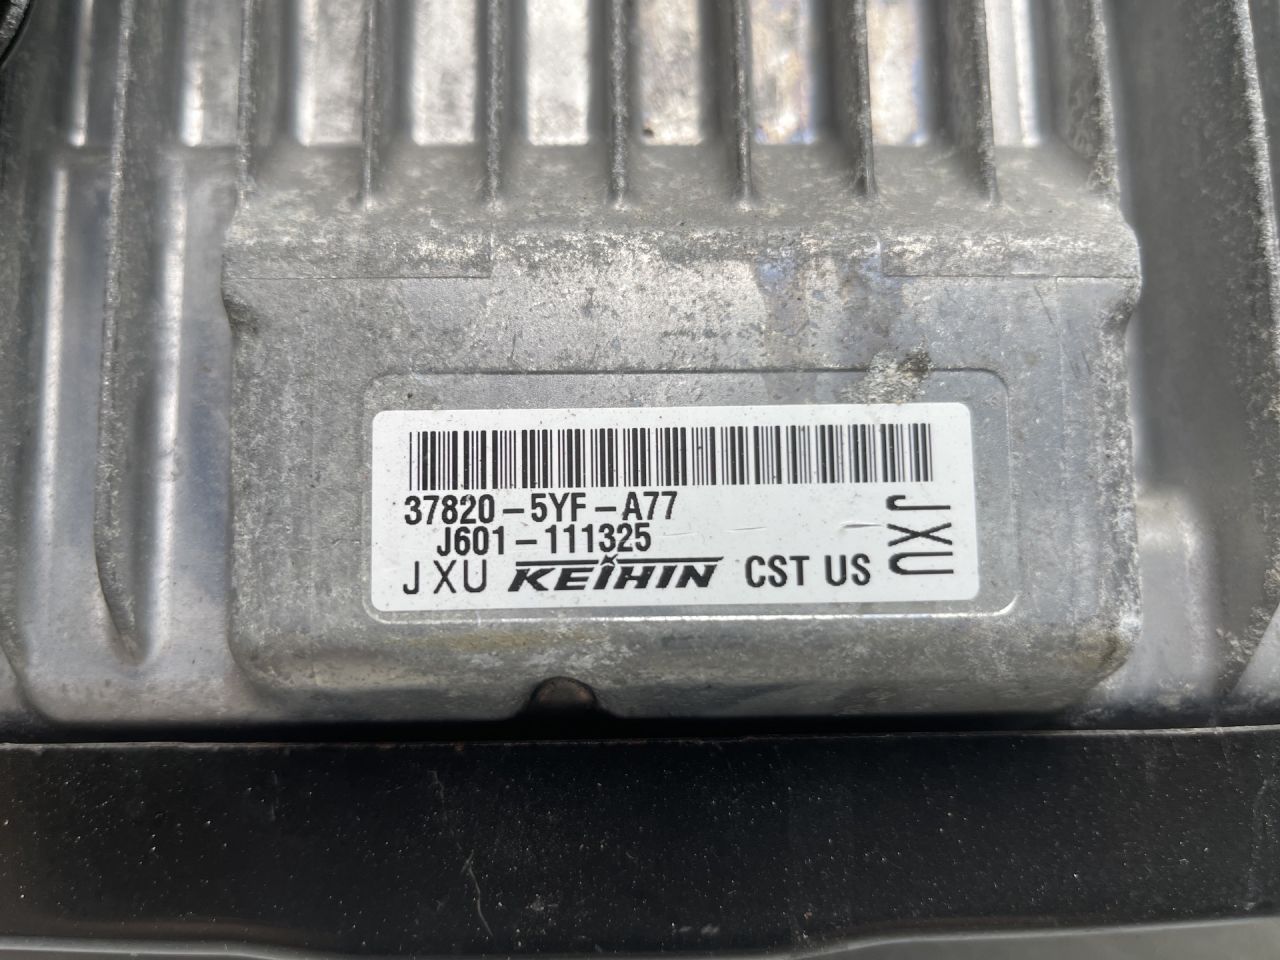 37820-5YF-A77
J601-111325
JXU KEIHIN CST US
JXU